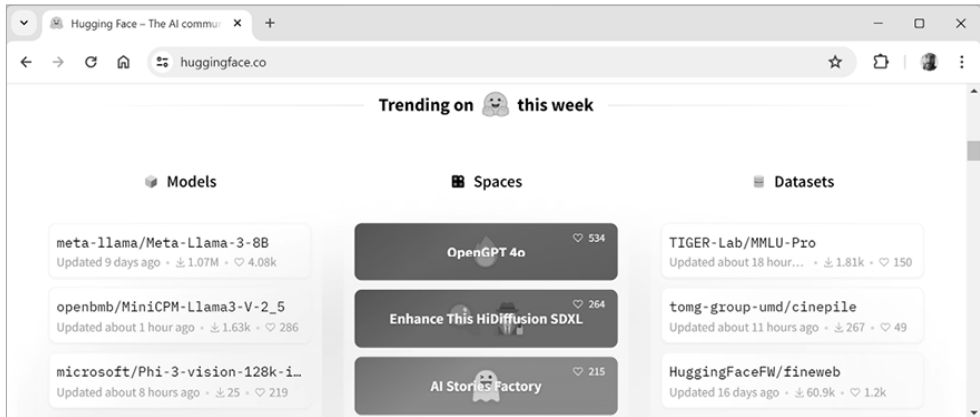 Hugging Face – The AI commur
huggingface.co
Trending on this week
Models
meta-llama/Meta-Llama-3-8B
Updated 9 days ago • 1.07M • 4.08k
openbmb/MiniCPM-Llama3-V-2_5
Updated about 1 hour ago • 1.63k • 286
microsoft/Phi-3-vision-128k-i…
Updated about 8 hours ago • 25 • 219
Spaces
534
OpenGPT 4o
264
Enhance This HiDiffusion SDXL
215
AI Stories Factory
Datasets
TIGER-Lab/MMLU-Pro
Updated about 18 hour… • 1.81k • 150
tomg-group-umd/cinepile
Updated about 11 hours ago • 267 • 49
HuggingFaceFW/fineweb
Updated 16 days ago • 60.9k • 1.2k